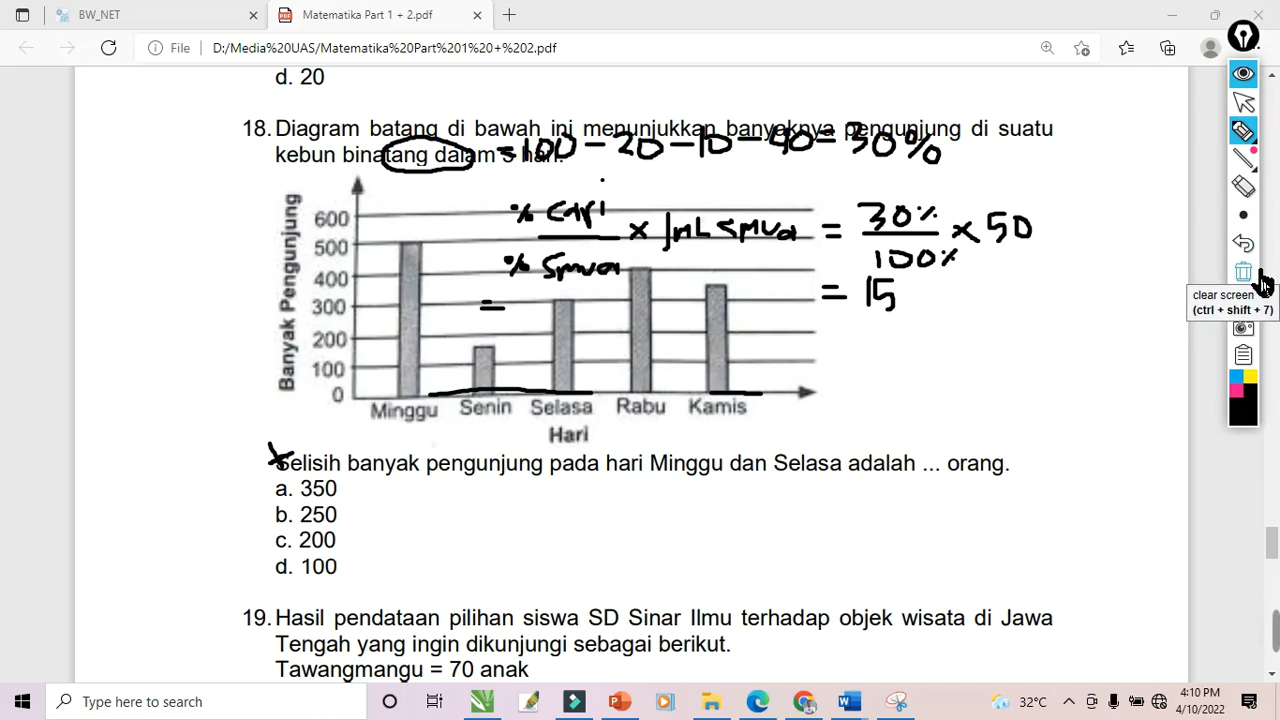 BW_NET
Matematika Part 1 + 2.pdf
File
D:/Media%20UAS/Matematika%20Part%201%20+%202.pdf
d. 20
18. Diagram batang di bawah ini menunjukkan banyaknya pengunjung di suatu
kebun binatang dalam 5 hari.
= 100 - 20 - 10 - 40 = 30%
% cari
% smua
x jml smua = 30% / 100% x 50
=
= 15
Banyak Pengunjung
600
500
400
300
200
100
0
Minggu Senin Selasa Rabu Kamis
Hari
clear screen
(ctrl + shift + 7)
Selisih banyak pengunjung pada hari Minggu dan Selasa adalah ... orang.
a. 350
b. 250
c. 200
d. 100
19. Hasil pendataan pilihan siswa SD Sinar Ilmu terhadap objek wisata di Jawa
Tengah yang ingin dikunjungi sebagai berikut.
Tawangmangu = 70 anak
Type here to search
32°C
4:10 PM
4/10/2022